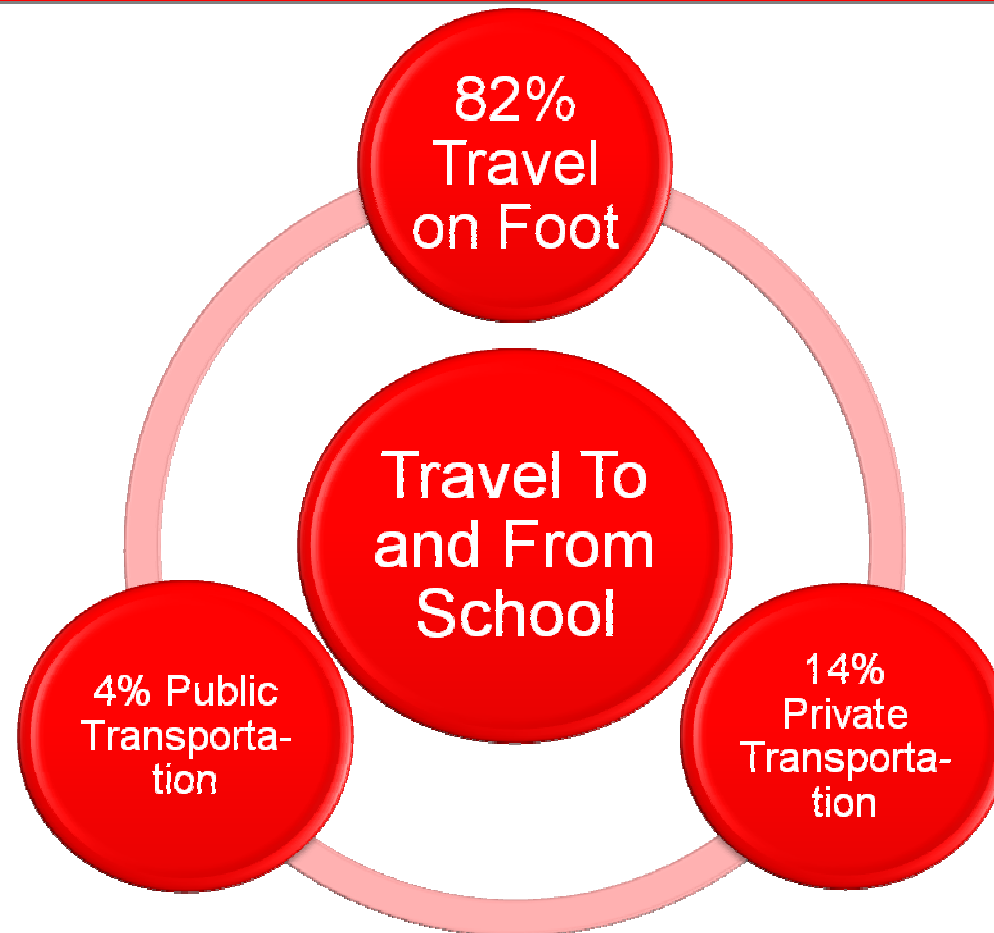 82%
Travel
on Foot
Travel To
and From
School
4% Public
Transporta-
tion
14%
Private
Transporta-
tion